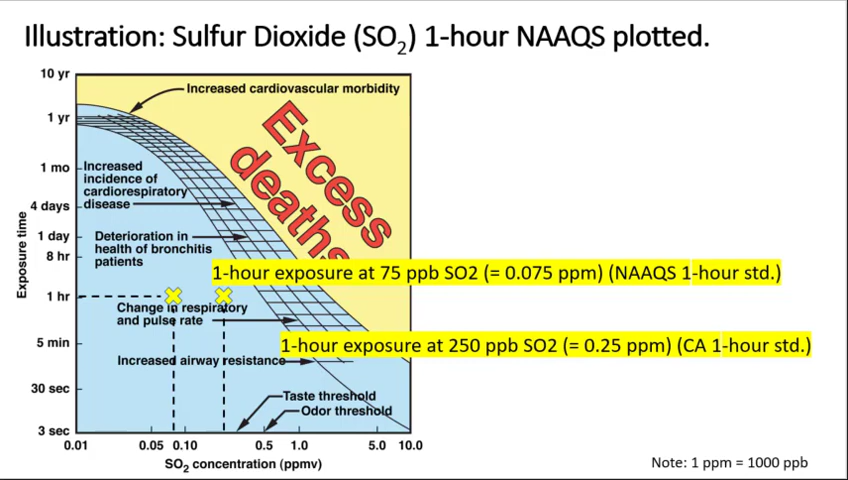 Illustration: Sulfur Dioxide (SO2) 1-hour NAAQS plotted.
10 yr
Increased cardiovascular morbidity
1 yr
Excess
deaths
1 mo
Increased
incidence of
cardiorespiratory
disease
4 days
1 day
Deterioration in
health of bronchitis
patients
8 hr
Exposure time
1-hour exposure at 75 ppb SO2 (= 0.075 ppm) (NAAQS 1-hour std.)
1 hr
Change in respiratory
and pulse rate
5 min
1-hour exposure at 250 ppb SO2 (= 0.25 ppm) (CA 1-hour std.)
Increased airway resistance
30 sec
Taste threshold
Odor threshold
3 sec
0.01 0.05 0.10 0.5 1.0 5.0 10.0
SO2 concentration (ppmv)
Note: 1 ppm = 1000 ppb